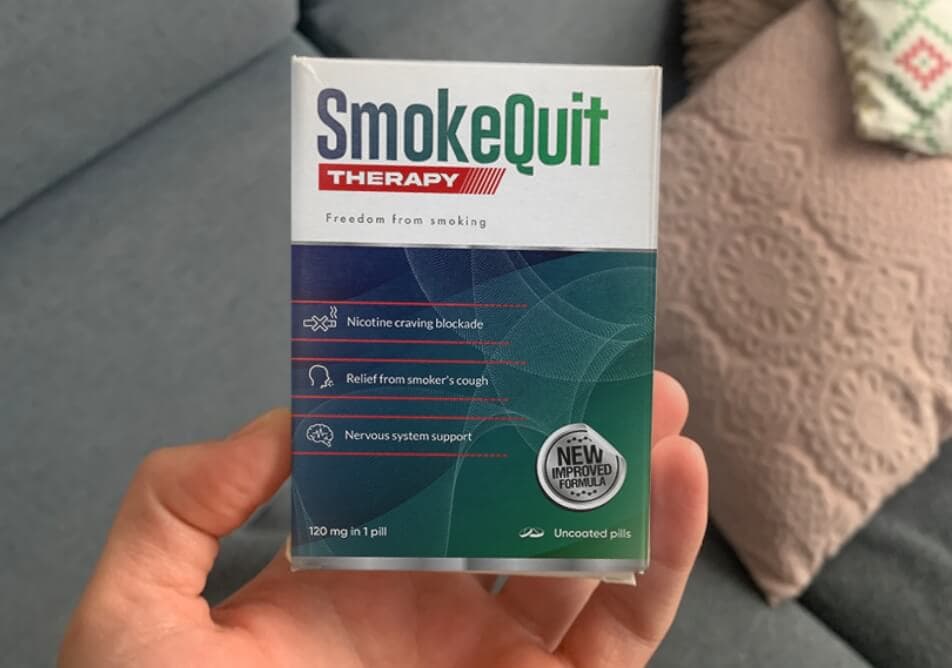 SmokeQuit
THERAPY
Freedom from smoking
Nicotine craving blockade
Relief from smoker's cough
Nervous system support
NEW
IMPROVED
FORMULA
120 mg in 1 pill
Uncoated pills